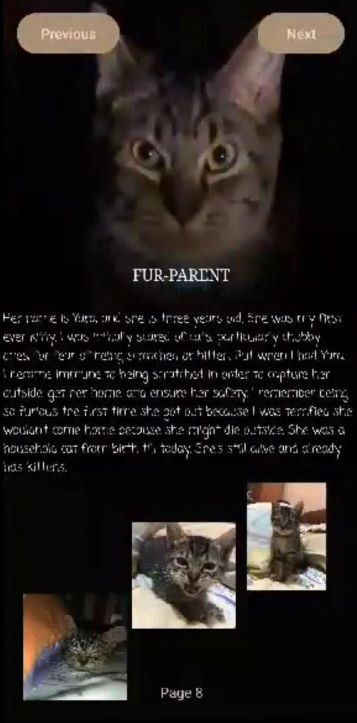 Previous
Next
FUR-PARENT
Her name is Yara, and she is three years old. She was my first
ever kitty. I was initially scared of cats, particularly chubby
ones, for fear of being scratched or bitten. But when I had Yara,
I became immune to being scratched in order to capture her
outside, get her home, and ensure her safety. I remember being
so furious the first time she got out because I was terrified she
wouldn't come home because she might die outside. She was a
household cat from birth till today. She's still alive and already
has kittens.
Page 8